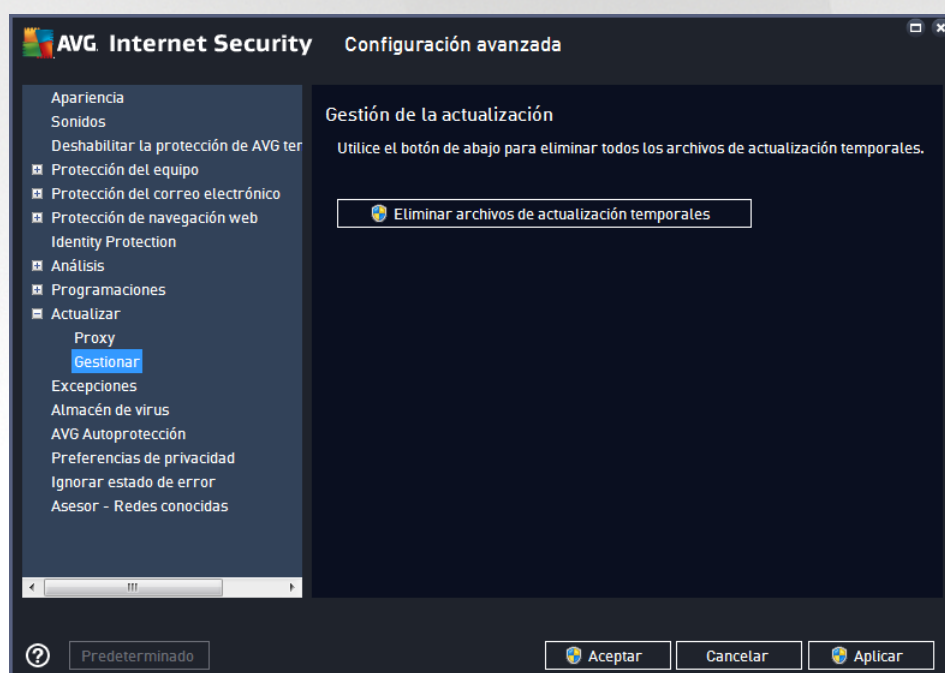 AVG. Internet Security Configuración avanzada
Apariencia
Sonidos
Deshabilitar la protección de AVG ter
Protección del equipo
Protección del correo electrónico
Protección de navegación web
Identity Protection
Análisis
Programaciones
Actualizar
Proxy
Gestionar
Excepciones
Almacén de virus
AVG Autoprotección
Preferencias de privacidad
Ignorar estado de error
Asesor - Redes conocidas
Gestión de la actualización
Utilice el botón de abajo para eliminar todos los archivos de actualización temporales.
Eliminar archivos de actualización temporales
Predeterminado
Aceptar
Cancelar
Aplicar